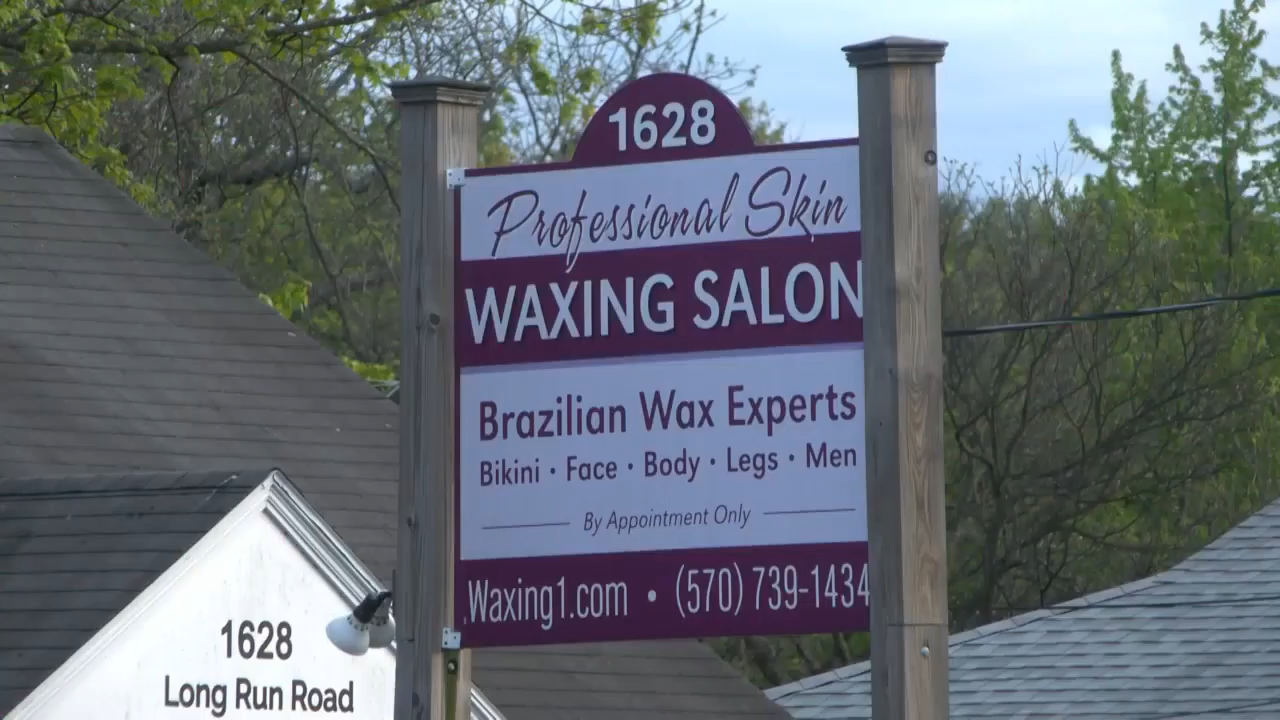 1628
Professional Skin
WAXING SALON
Brazilian Wax Experts
Bikini · Face · Body · Legs · Men
By Appointment Only
.Waxing1.com • (570) 739-1434
1628
Long Run Road